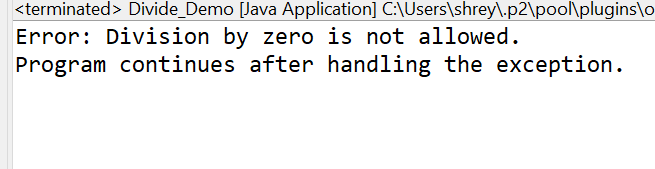 <terminated> Divide_Demo [Java Application] C:\Users\shrey\.p2\pool\plugins\o
Error: Division by zero is not allowed.
Program continues after handling the exception.